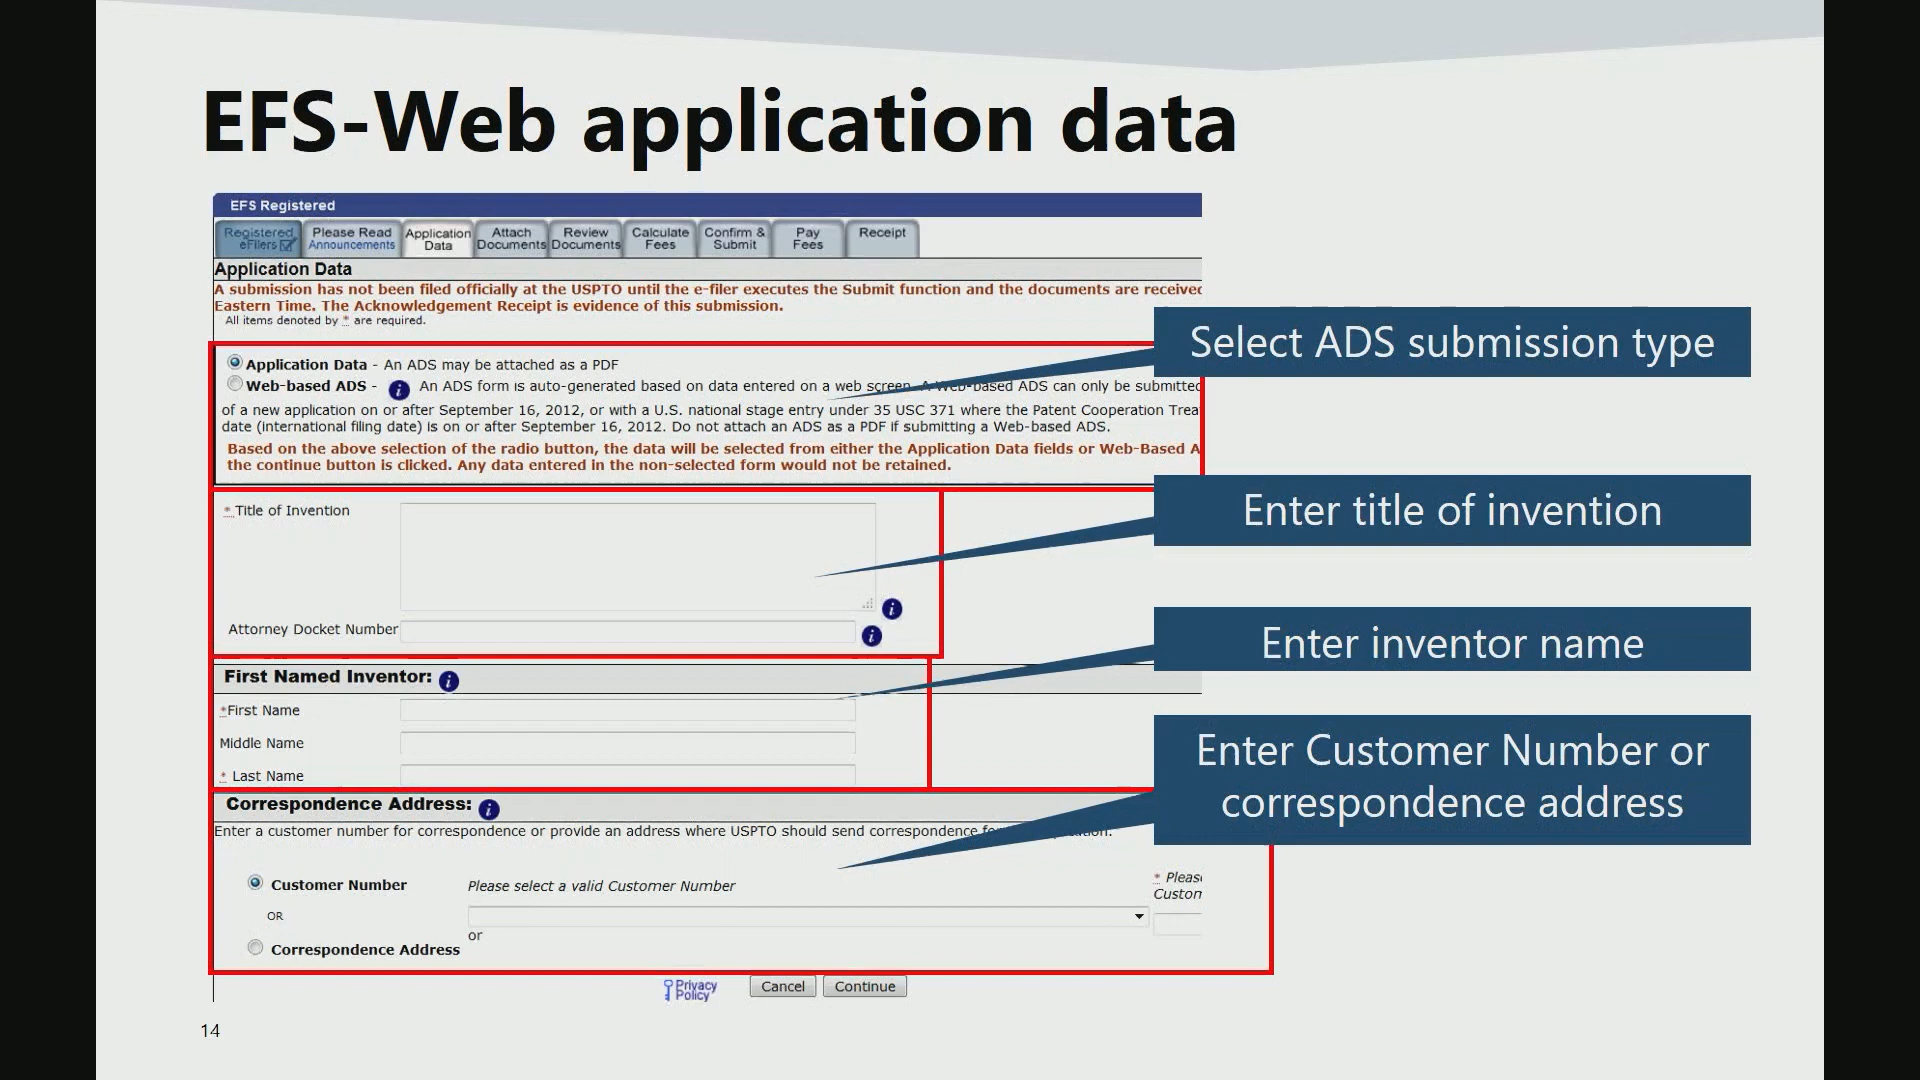 EFS-Web application data
EFS Registered
Registered eFilers
Please Read Announcements
Application Data
Attach Documents
Review Documents
Calculate Fees
Confirm & Submit
Pay Fees
Receipt
Application Data
A submission has not been filed officially at the USPTO until the e-filer executes the Submit function and the documents are received
Eastern Time. The Acknowledgement Receipt is evidence of this submission.
All items denoted by * are required.
Select ADS submission type
Application Data - An ADS may be attached as a PDF
Web-based ADS - i An ADS form is auto-generated based on data entered on a web screen. A Web-based ADS can only be submitted
of a new application on or after September 16, 2012, or with a U.S. national stage entry under 35 USC 371 where the Patent Cooperation
date (international filing date) is on or after September 16, 2012. Do not attach an ADS as a PDF if submitting a Web-based ADS.
Based on the above selection of the radio button, the data will be selected from either the Application Data fields or Web-Based A
the continue button is clicked. Any data entered in the non-selected form would not be retained.
Enter title of invention
* Title of Invention
i
Attorney Docket Number
i
Enter inventor name
First Named Inventor: i
*First Name
Middle Name
* Last Name
Enter Customer Number or
correspondence address
Correspondence Address: i
Enter a customer number for correspondence or provide an address where USPTO should send correspondence
Customer Number
Please select a valid Customer Number
* Pleas
Custom
OR
or
Correspondence Address
Privacy
Policy
Cancel
Continue
14